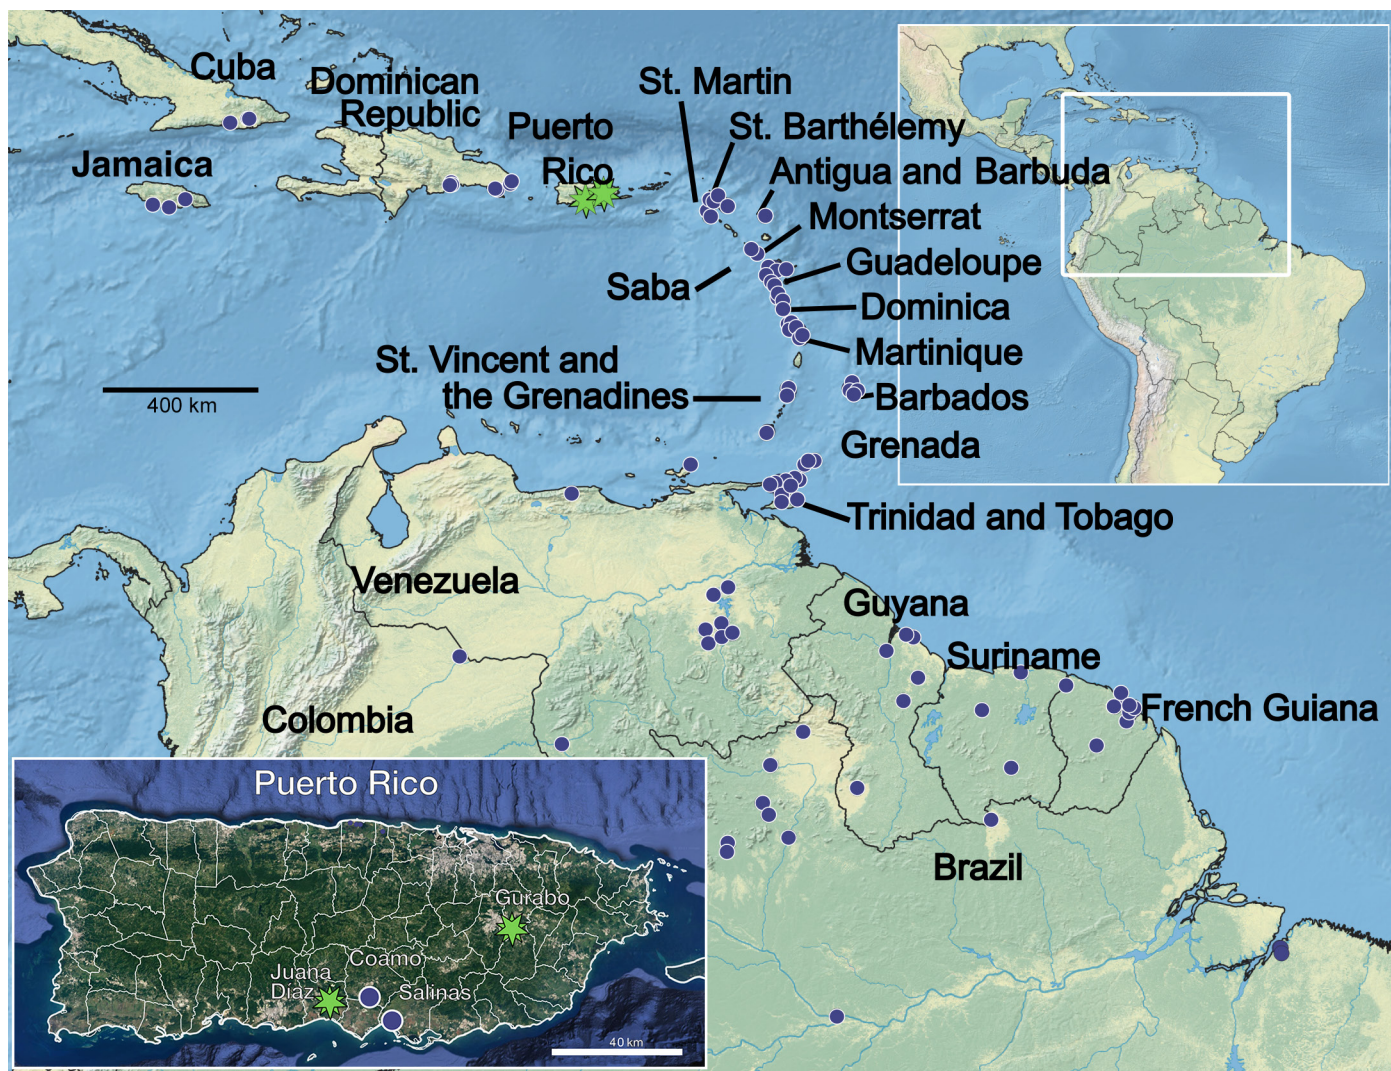 Cuba
Dominican
Republic
Jamaica
Puerto
Rico
St. Martin
St. Barthélemy
Antigua and Barbuda
Montserrat
Saba
Guadeloupe
Dominica
Martinique
St. Vincent and
the Grenadines
Barbados
400 km
Grenada
Trinidad and Tobago
Venezuela
Guyana
Suriname
French Guiana
Colombia
Brazil
Puerto Rico
Gurabo
Coamo
Juana
Díaz
Salinas
40 km